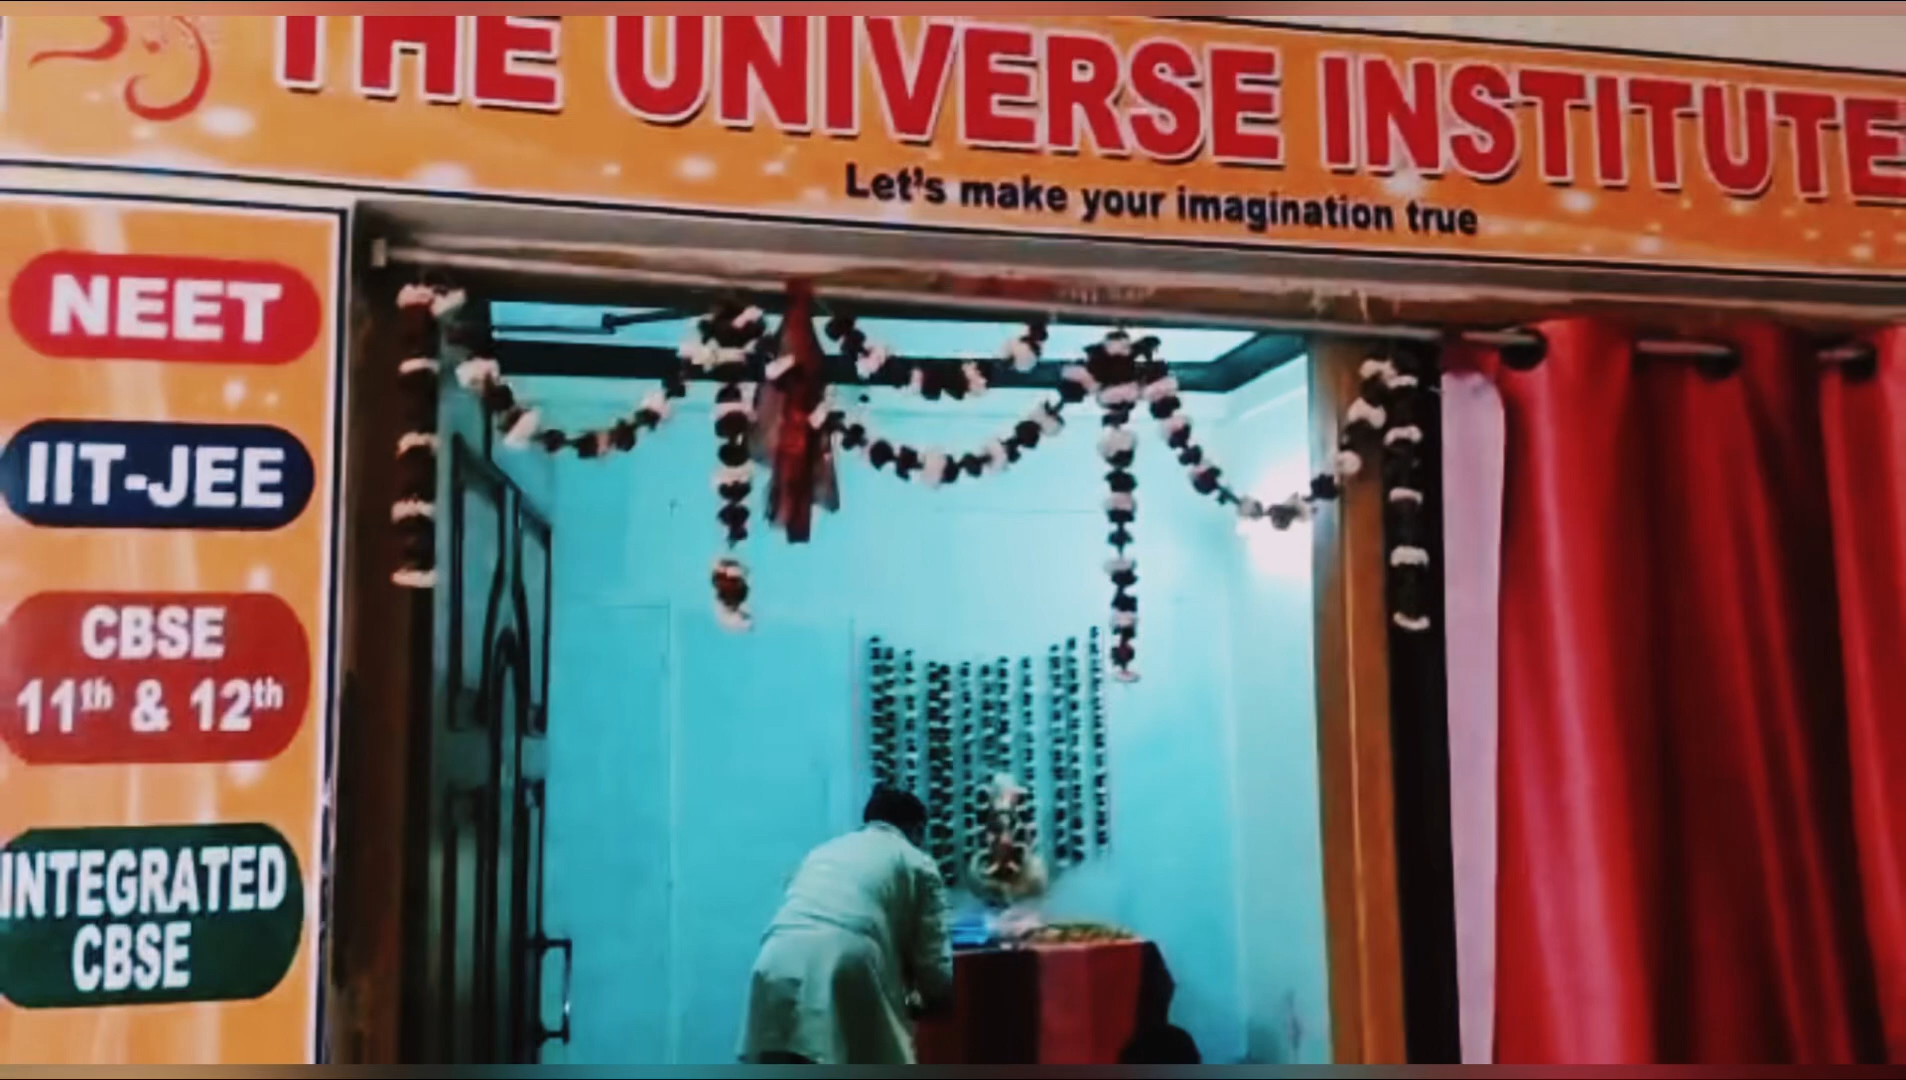 THE UNIVERSE INSTITUTE
Let's make your imagination true
NEET
IIT-JEE
CBSE
11th & 12th
INTEGRATED
CBSE